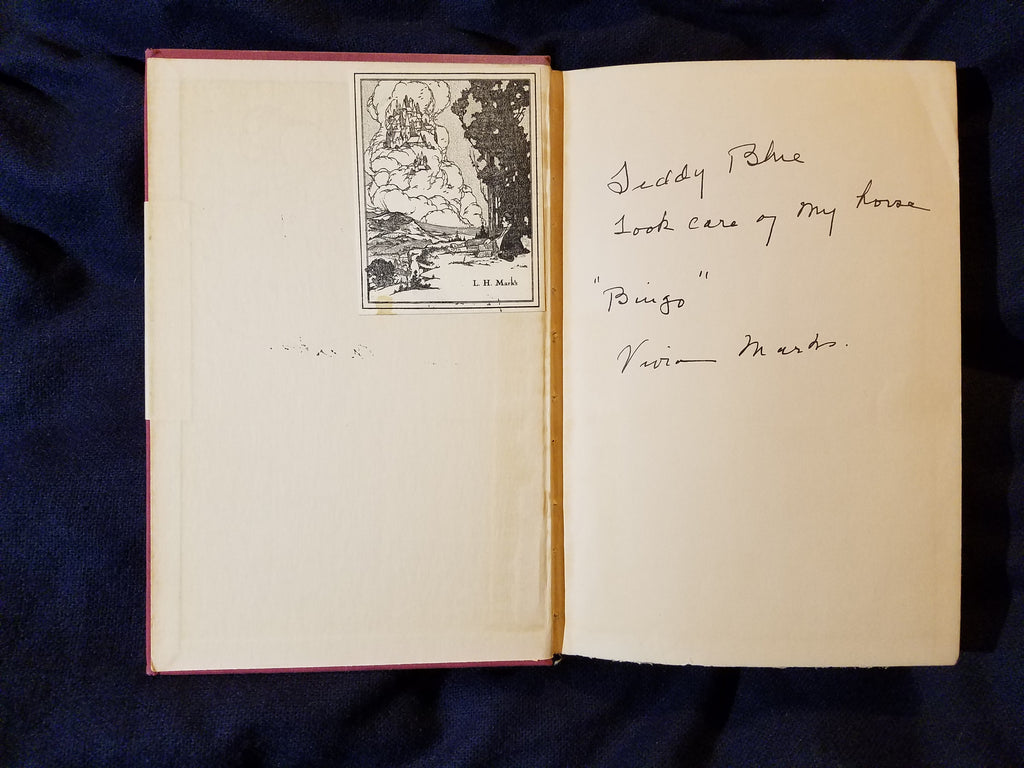 L. H. Marks
Teddy Blue
Took care of my horse
"Bingo"
Vivian Marks.